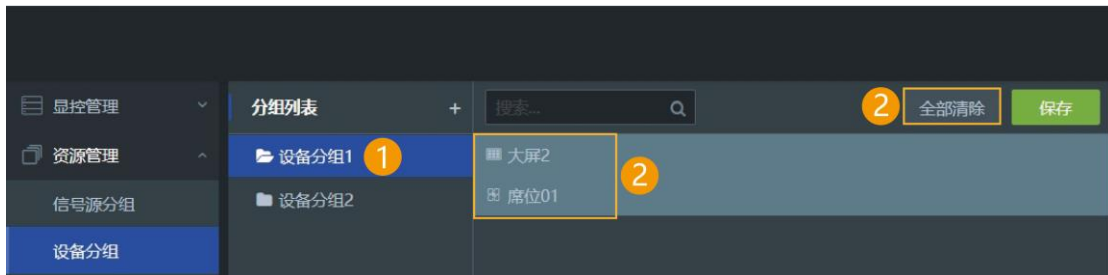 显控管理
分组列表 +
搜索...
2 全部清除
保存
资源管理
设备分组1 1
大屏2
2
信号源分组
设备分组2
席位01
设备分组